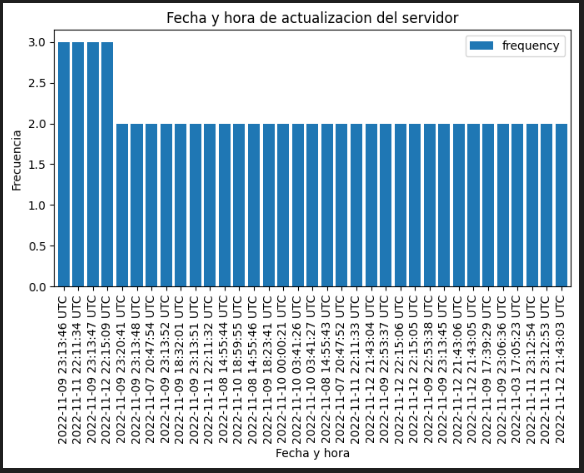 Fecha y hora de actualizacion del servidor
frequency
3.0
2.5
2.0
1.5
1.0
0.5
0.0
Frecuencia
2022-11-09 23:13:46 UTC
2022-11-11 22:11:34 UTC
2022-11-09 23:13:47 UTC
2022-11-12 22:15:09 UTC
2022-11-09 23:20:41 UTC
2022-11-09 23:13:48 UTC
2022-11-07 20:47:54 UTC
2022-11-09 23:13:52 UTC
2022-11-09 18:32:01 UTC
2022-11-09 23:13:51 UTC
2022-11-11 22:11:32 UTC
2022-11-08 14:55:44 UTC
2022-11-10 18:59:55 UTC
2022-11-08 14:55:46 UTC
2022-11-09 18:23:41 UTC
2022-11-10 00:00:21 UTC
2022-11-10 03:41:26 UTC
2022-11-10 03:41:27 UTC
2022-11-08 14:55:43 UTC
2022-11-07 20:47:52 UTC
2022-11-11 22:11:33 UTC
2022-11-12 21:43:04 UTC
2022-11-09 22:53:37 UTC
2022-11-12 22:15:06 UTC
2022-11-12 22:15:05 UTC
2022-11-09 22:53:38 UTC
2022-11-09 23:13:45 UTC
2022-11-12 21:43:06 UTC
2022-11-12 21:43:05 UTC
2022-11-09 17:39:29 UTC
2022-11-09 23:06:36 UTC
2022-11-03 17:05:23 UTC
2022-11-11 23:12:54 UTC
2022-11-11 23:12:53 UTC
2022-11-12 21:43:03 UTC
Fecha y hora